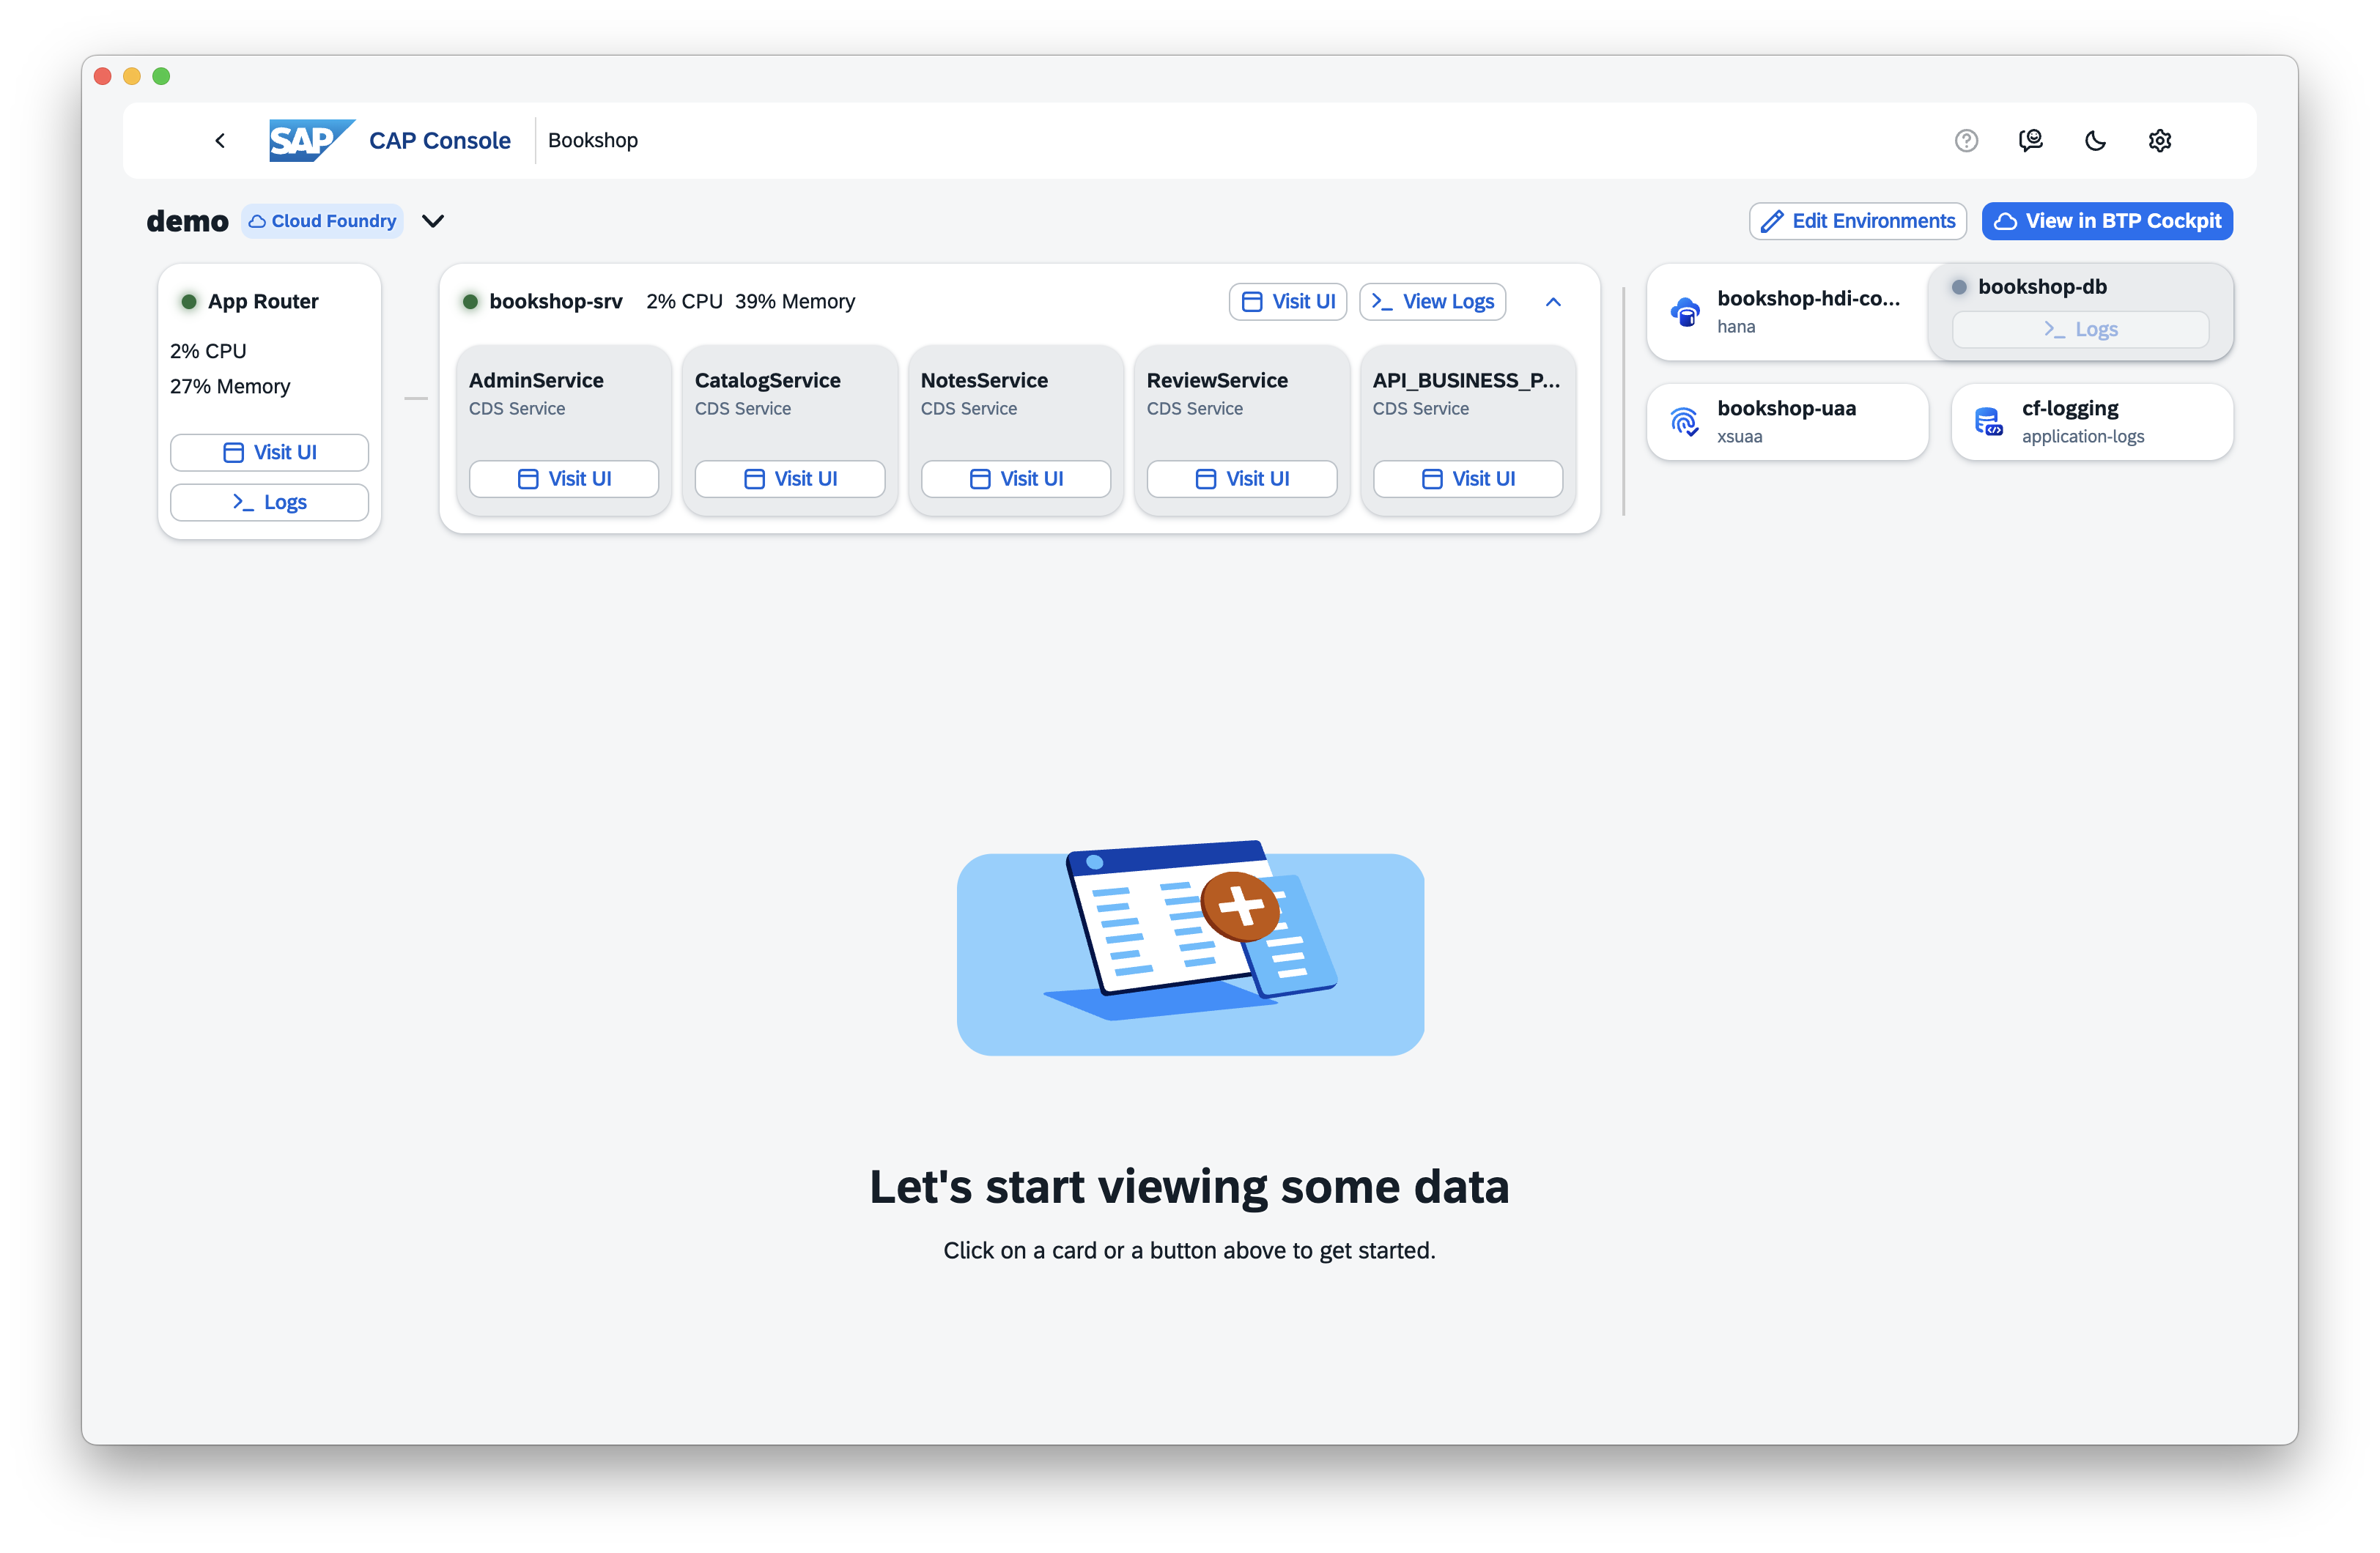 SAP CAP Console Bookshop
demo Cloud Foundry Edit Environments View in BTP Cockpit
App Router
2% CPU
27% Memory
Visit UI
Logs
bookshop-srv 2% CPU 39% Memory Visit UI View Logs
AdminService
CDS Service
Visit UI
CatalogService
CDS Service
Visit UI
NotesService
CDS Service
Visit UI
ReviewService
CDS Service
Visit UI
API_BUSINESS_P...
CDS Service
Visit UI
bookshop-hdi-co...
hana
bookshop-db
Logs
bookshop-uaa
xsuaa
cf-logging
application-logs
Let's start viewing some data
Click on a card or a button above to get started.